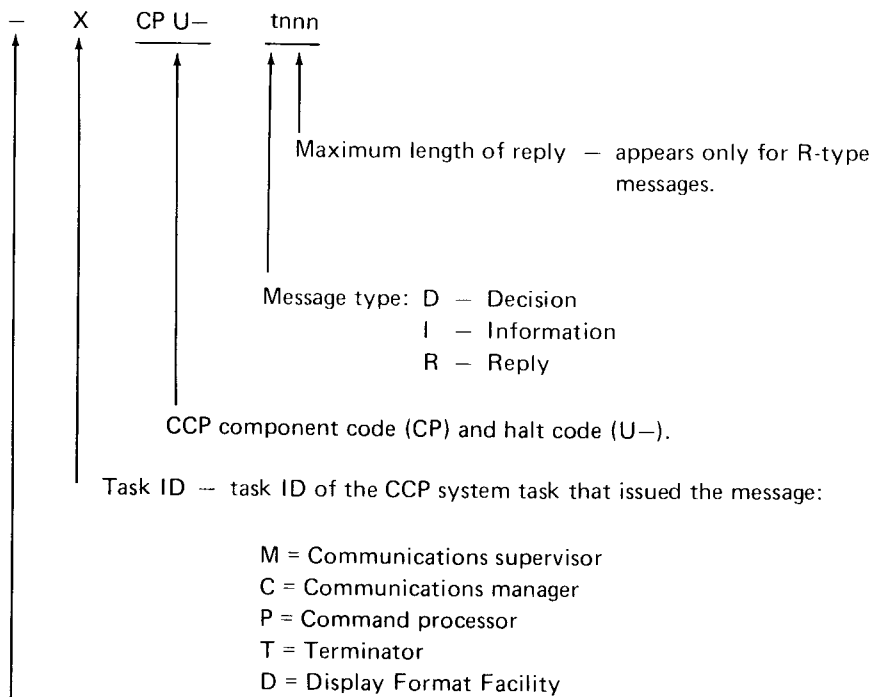 – X CP U– tnnn
Maximum length of reply – appears only for R-type
messages.
Message type: D – Decision
I – Information
R – Reply
CCP component code (CP) and halt code (U–).
Task ID – task ID of the CCP system task that issued the message:
M = Communications supervisor
C = Communications manager
P = Command processor
T = Terminator
D = Display Format Facility